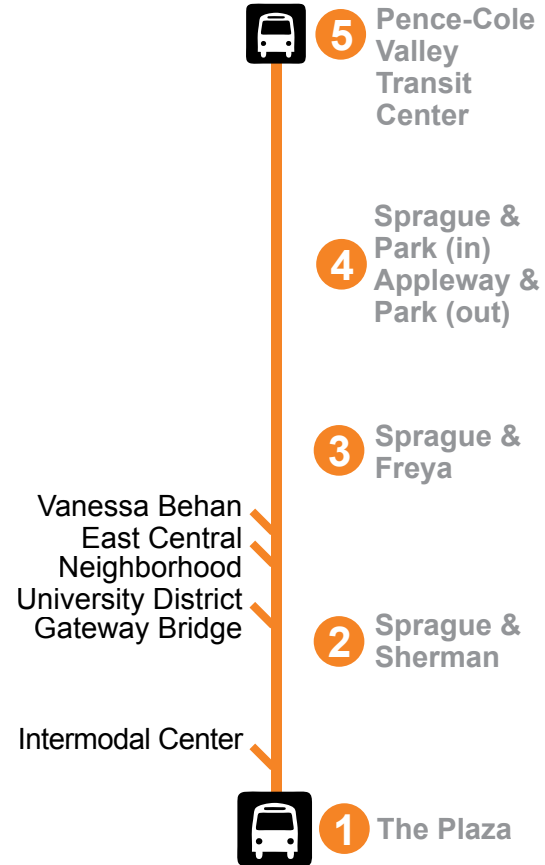 5
Pence-Cole
Valley
Transit
Center
4
Sprague &
Park (in)
Appleway &
Park (out)
3
Sprague &
Freya
Vanessa Behan
East Central
Neighborhood
University District
Gateway Bridge
2
Sprague &
Sherman
Intermodal Center
1
The Plaza